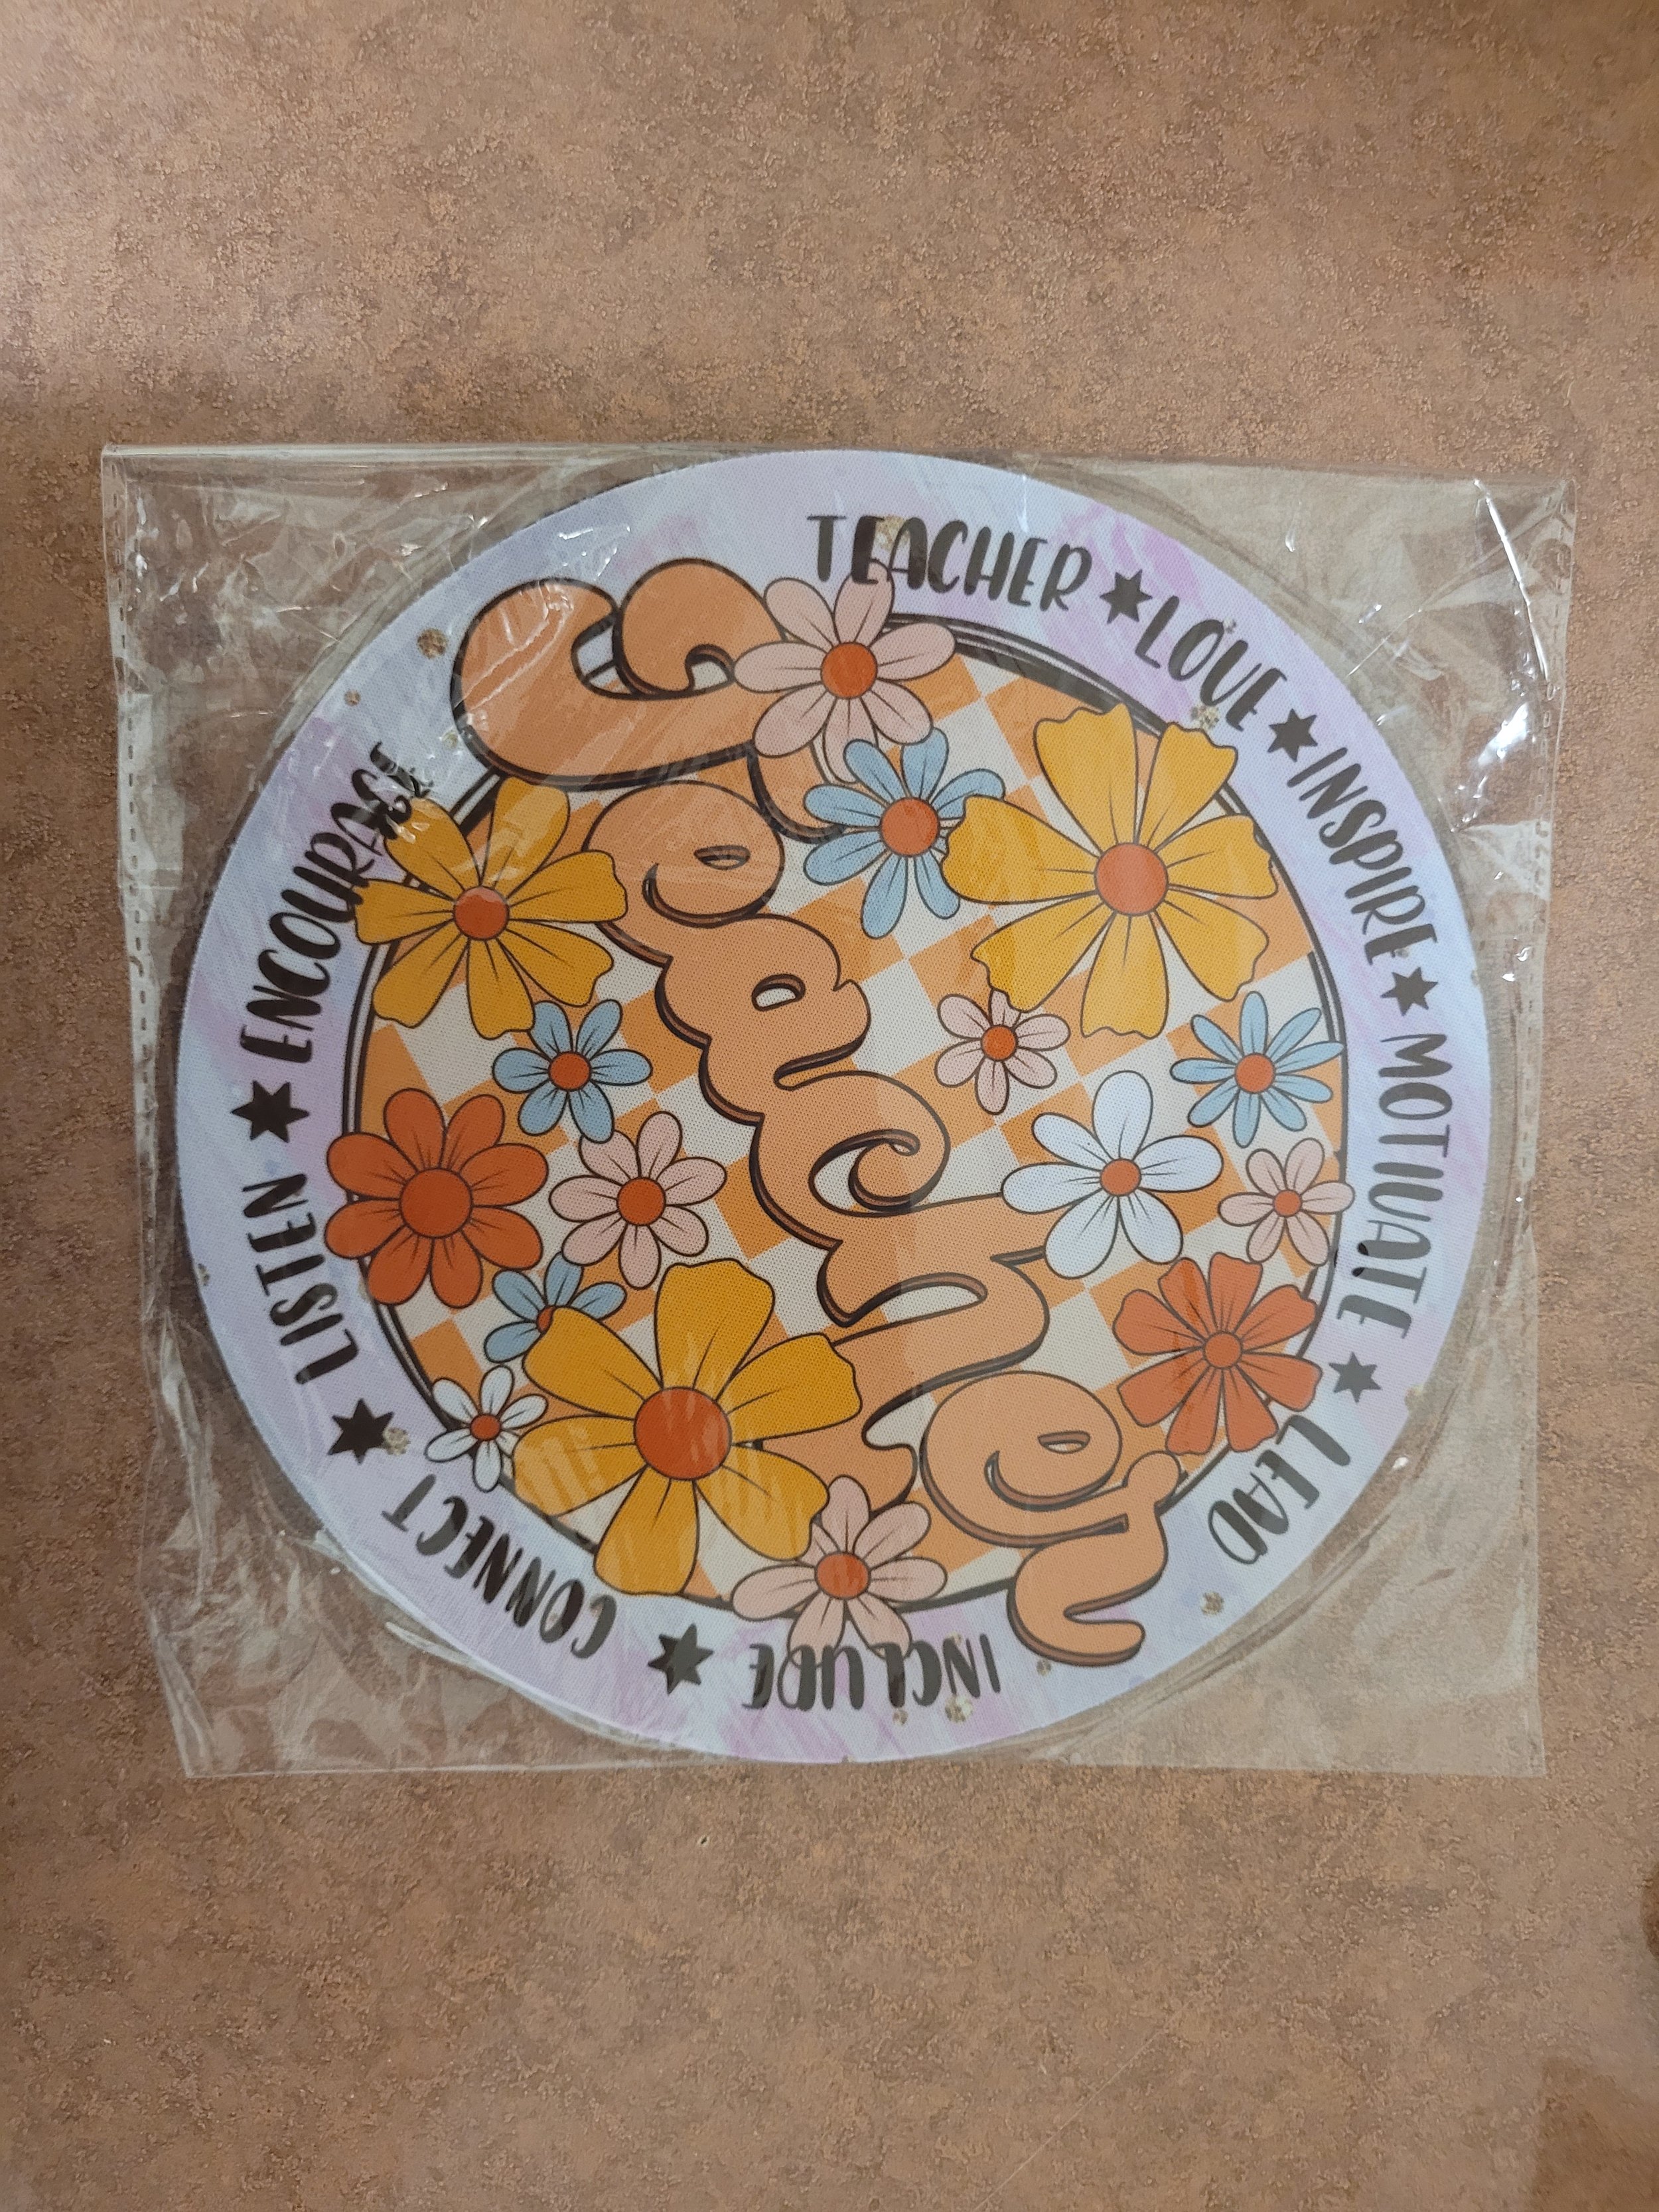 Teacher
TEACHER ★ LOVE ★ INSPIRE ★ MOTIVATE ★ LEAD
INCLUDE ★ CONNECT ★ LISTEN ★ ENCOURAGE